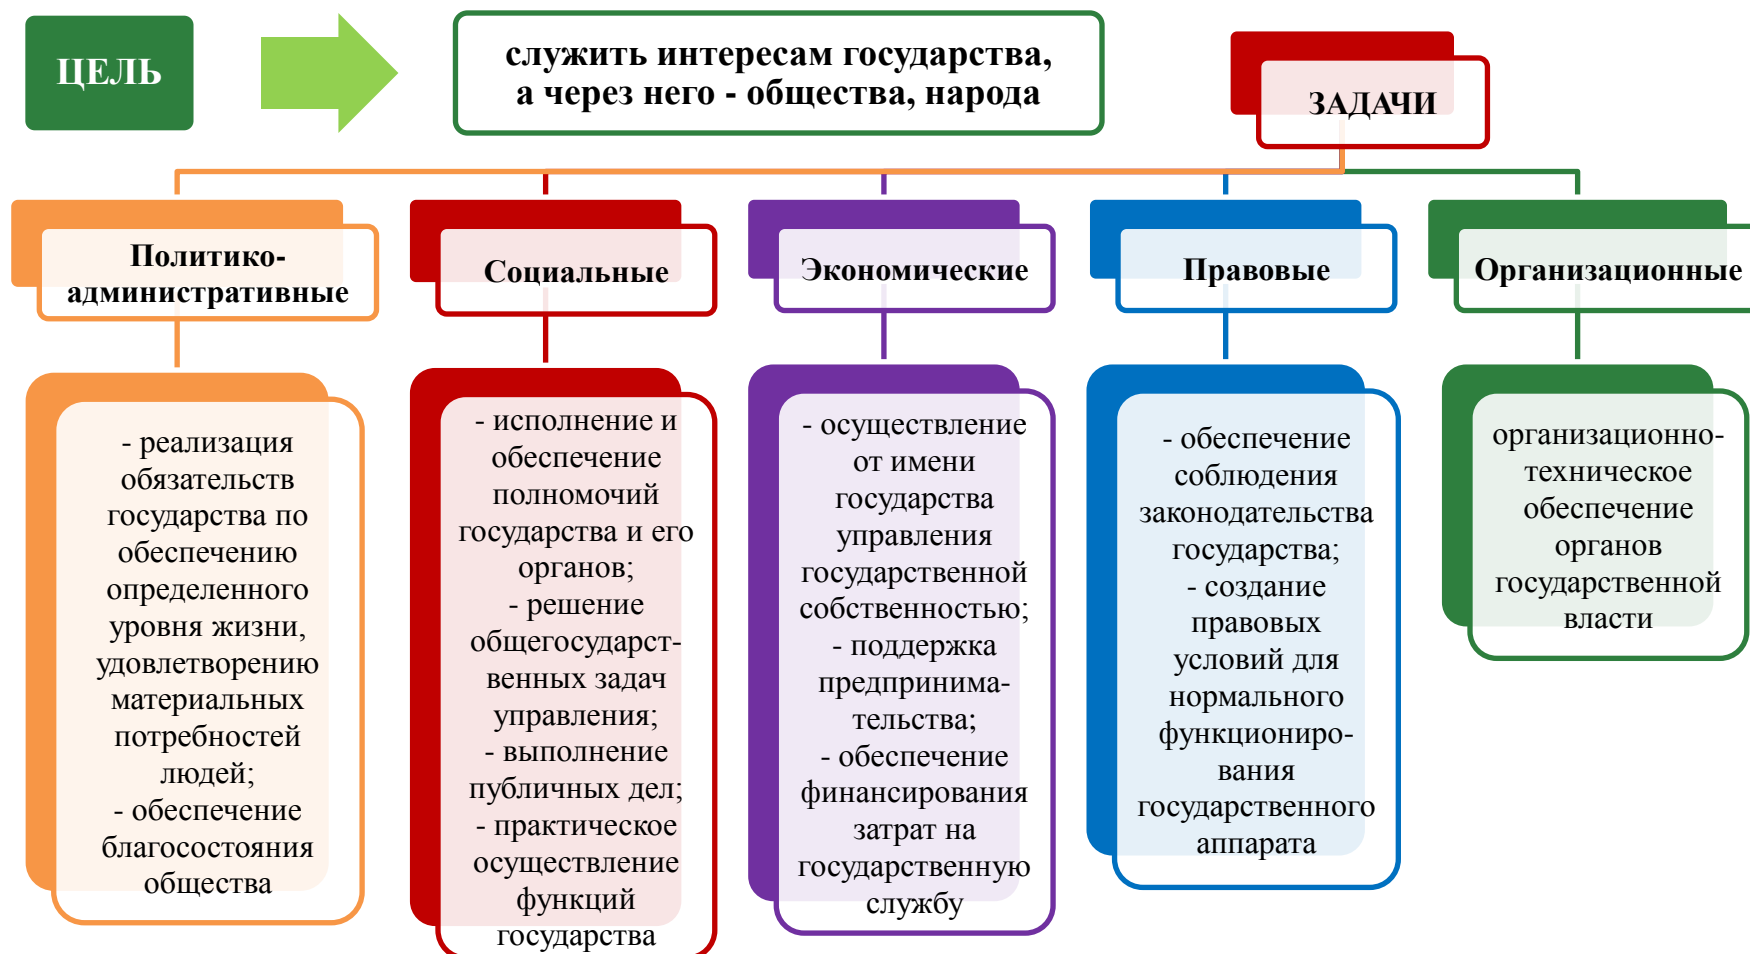 ЦЕЛЬ
служить интересам государства,
а через него - общества, народа
ЗАДАЧИ
Политико-
административные
- реализация
обязательств
государства по
обеспечению
определенного
уровня жизни,
удовлетворению
материальных
потребностей
людей;
- обеспечение
благосостояния
общества
Социальные
- исполнение и
обеспечение
полномочий
государства и его
органов;
- решение
общегосударст-
венных задач
управления;
- выполнение
публичных дел;
- практическое
осуществление
функций
государства
Экономические
- осуществление
от имени
государства
управления
государственной
собственностью;
- поддержка
предпринима-
тельства;
- обеспечение
финансирования
затрат на
государственную
службу
Правовые
- обеспечение
соблюдения
законодательства
государства;
- создание
правовых
условий для
нормального
функциониро-
вания
государственного
аппарата
Организационные
организационно-
техническое
обеспечение
органов
государственной
власти